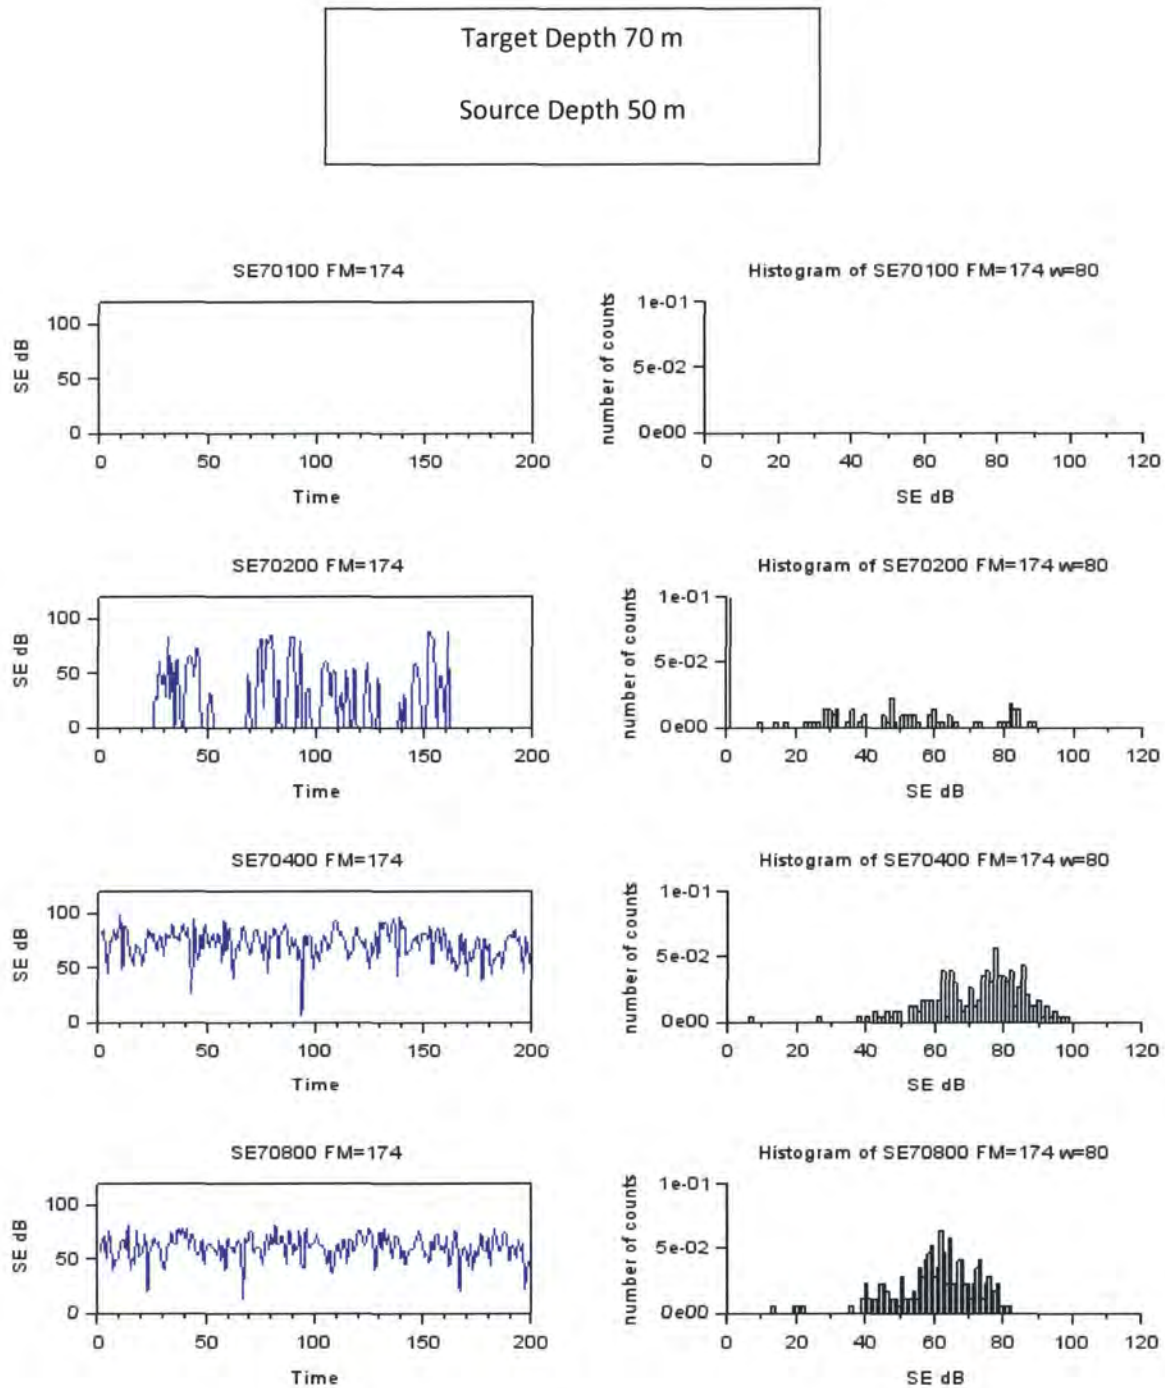 Target Depth 70 m
Source Depth 50 m
SE70100 FM=174
SE dB
100
50
0
0 50 100 150 200
Time
Histogram of SE70100 FM=174 w=80
number of counts
1e-01
5e-02
0e00
0 20 40 60 80 100 120
SE dB
SE70200 FM=174
SE dB
100
50
0
0 50 100 150 200
Time
Histogram of SE70200 FM=174 w=80
number of counts
1e-01
5e-02
0e00
0 20 40 60 80 100 120
SE dB
SE70400 FM=174
SE dB
100
50
0
0 50 100 150 200
Time
Histogram of SE70400 FM=174 w=80
number of counts
1e-01
5e-02
0e00
0 20 40 60 80 100 120
SE dB
SE70800 FM=174
SE dB
100
50
0
0 50 100 150 200
Time
Histogram of SE70800 FM=174 w=80
number of counts
1e-01
5e-02
0e00
0 20 40 60 80 100 120
SE dB